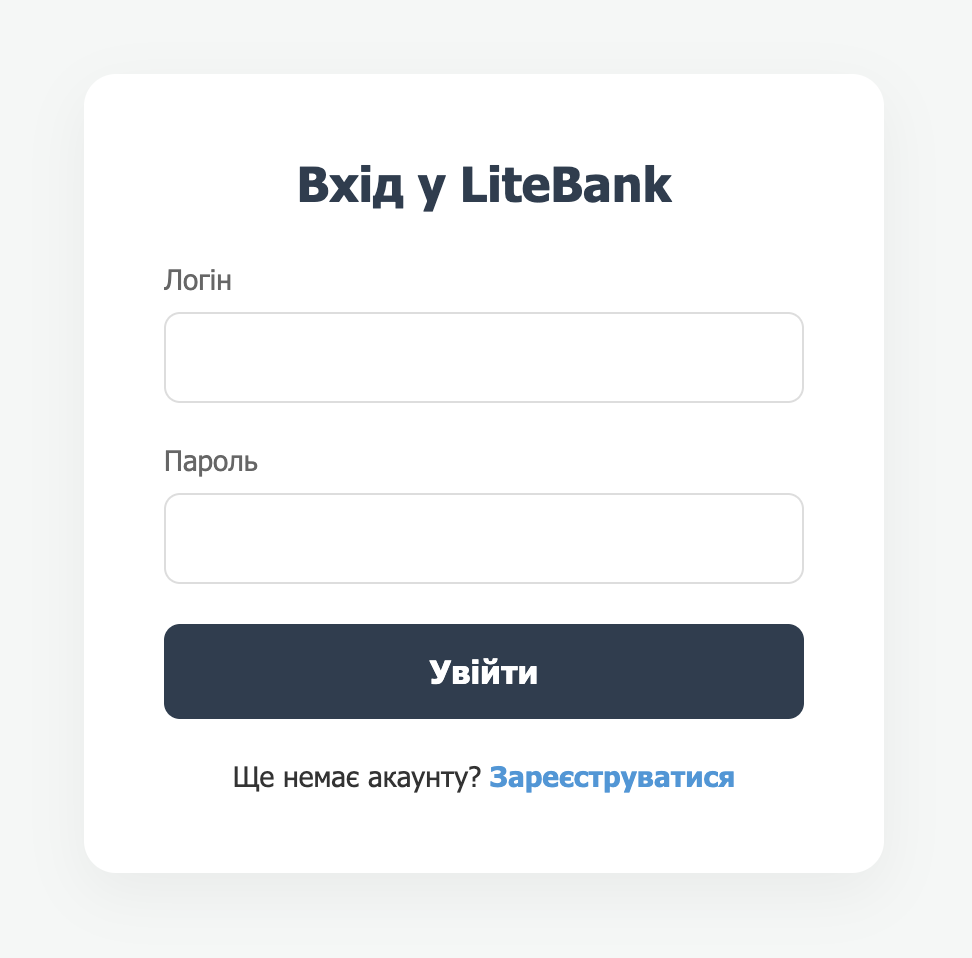 Вхід у LiteBank
Логін
Пароль
Увійти
Ще немає акаунту? Зареєструватися